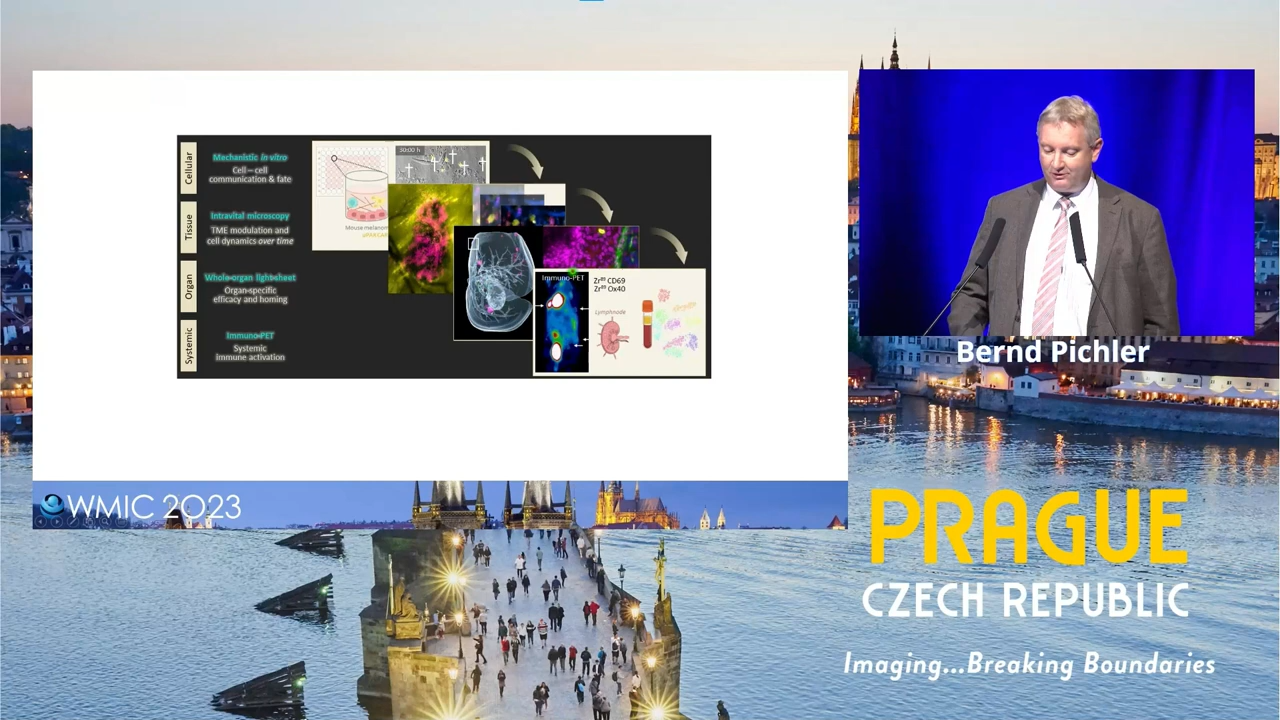 Cellular
Mechanistic in vitro
Cell – cell
communication & fate
Tissue
Intravital microscopy
TME modulation and
cell dynamics over time
Organ
Whole-organ light-sheet
Organ-specific
efficacy and homing
Systemic
Immuno-PET
Systemic
immune activation
30:00 h
Mouse melanom
Immuno-PET
Zr⁸⁹ CD69
Zr⁸⁹ Ox40
Lymphnode
WMIC 2023
Bernd Pichler
PRAGUE
CZECH REPUBLIC
Imaging...Breaking Boundaries